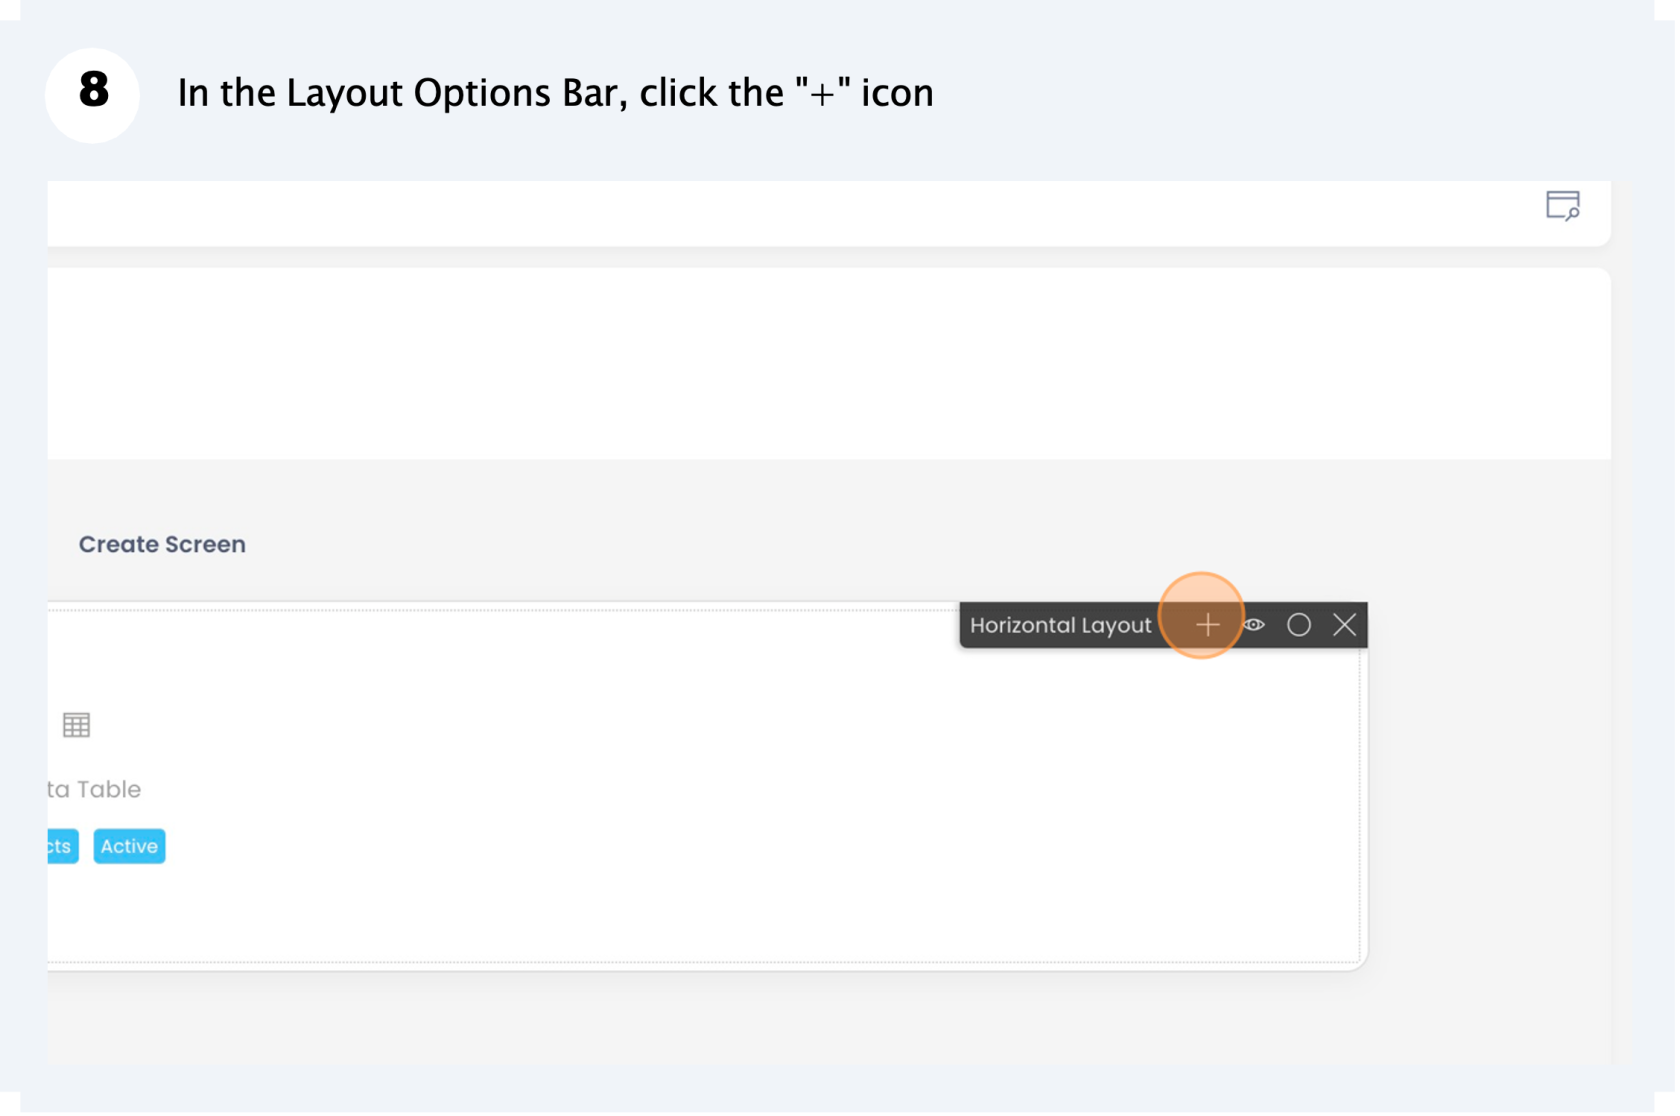 8
In the Layout Options Bar, click the "+" icon
Create Screen
Horizontal Layout
ta Table
cts Active